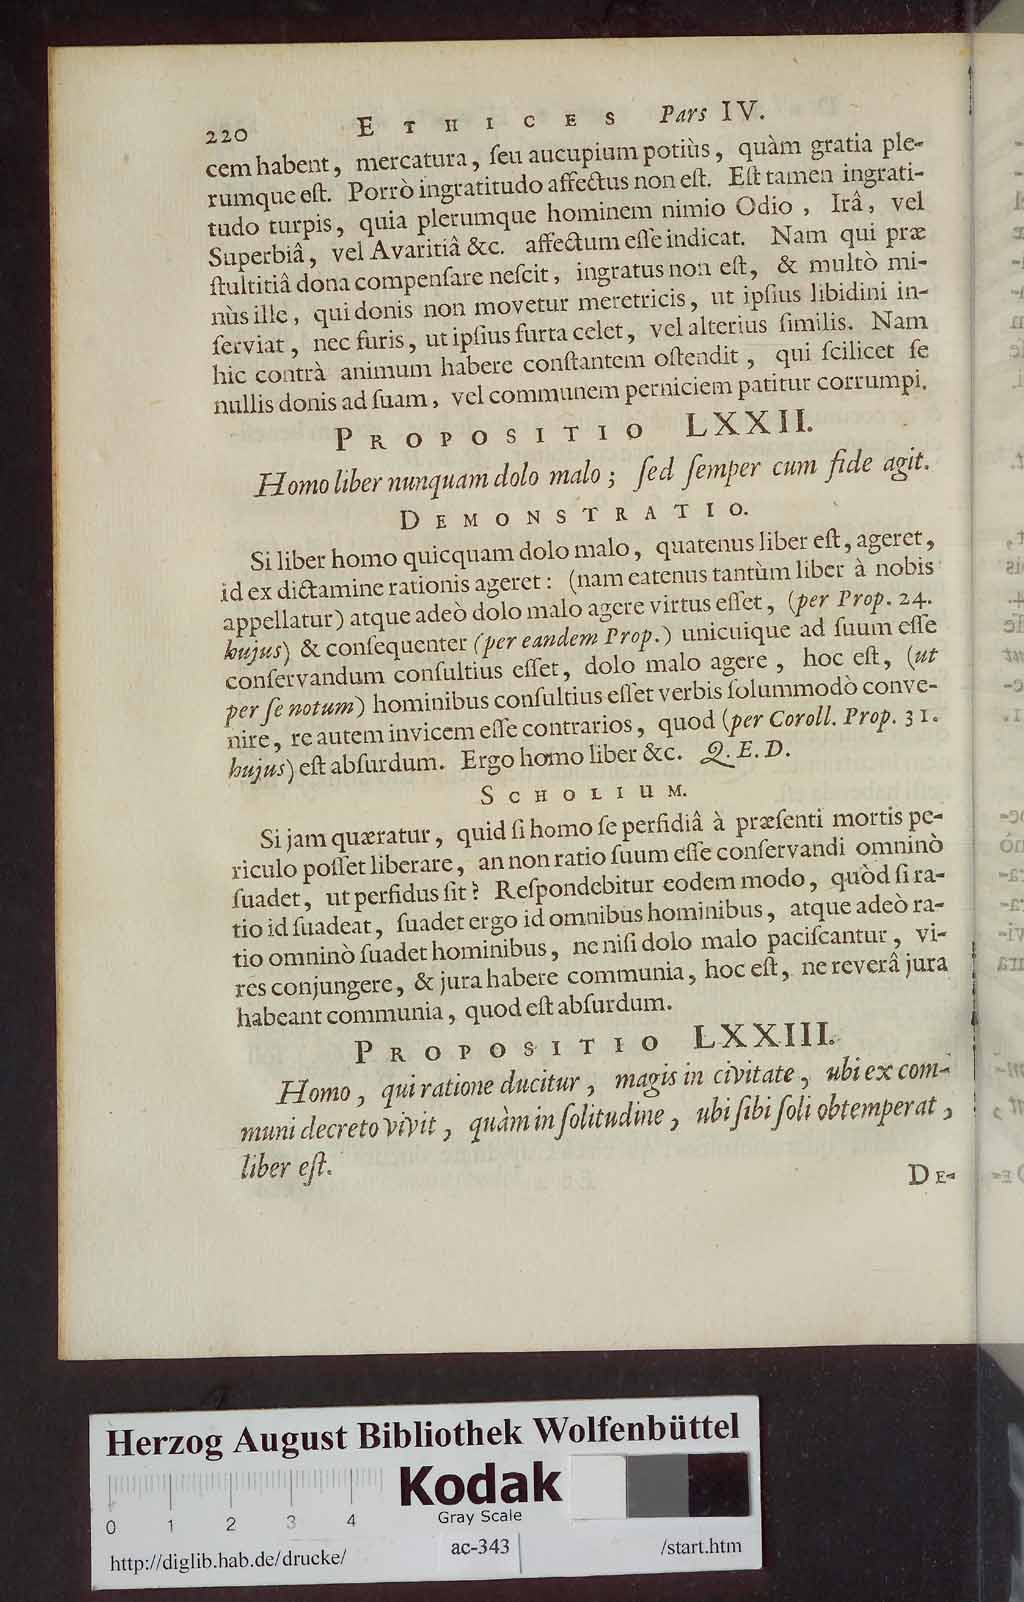 220 ETHICES Pars IV.
cem habent, mercatura, ſeu aucupium potiùs, quàm gratia ple-
rumque eſt. Porrò ingratitudo affectus non eſt. Eſt tamen ingrati-
tudo turpis, quia plerumque hominem nimio Odio, Irâ, vel
Superbiâ, vel Avaritiâ &c. affectum eſſe indicat. Nam qui præ
ſtultitiâ dona compenſare neſcit, ingratus non eſt, & multò mi-
nùs ille, qui donis non movetur meretricis, ut ipſius libidini in-
ſerviat, nec furis, ut ipſius furta celet, vel alterius ſimilis. Nam
hic contrà animum habere conſtantem oſtendit, qui ſcilicet ſe
nullis donis ad ſuam, vel communem perniciem patitur corrumpi.
PROPOSITIO LXXII.
Homo liber nunquam dolo malo; ſed ſemper cum fide agit.
DEMONSTRATIO.
Si liber homo quicquam dolo malo, quatenus liber eſt, ageret,
id ex dictamine rationis ageret: (nam eatenus tantùm liber à nobis
appellatur) atque adeò dolo malo agere virtus eſſet, (per Prop. 24.
hujus) & conſequenter (per eandem Prop.) unicuique ad ſuum eſſe
conſervandum conſultius eſſet, dolo malo agere, hoc eſt, (ut
per ſe notum) hominibus conſultius eſſet verbis ſolummodò conve-
nire, re autem invicem eſſe contrarios, quod (per Coroll. Prop. 31.
hujus) eſt abſurdum. Ergo homo liber &c. Q.E.D.
SCHOLIUM.
Si jam quæratur, quid ſi homo ſe perfidiâ à præſenti mortis pe-
riculo poſſet liberare, an non ratio ſuum eſſe conſervandi omninò
ſuadet, ut perfidus ſit? Reſpondebitur eodem modo, quòd ſi ra-
tio id ſuadeat, ſuadet ergo id omnibus hominibus, atque adeò ra-
tio omninò ſuadet hominibus, ne niſi dolo malo paciſcantur, vi-
res conjungere, & jura habere communia, hoc eſt, ne reverâ jura
habeant communia, quod eſt abſurdum.
PROPOSITIO LXXIII.
Homo, qui ratione ducitur, magis in civitate, ubi ex com-
muni decreto vivit, quàm in ſolitudine, ubi ſibi ſoli obtemperat,
liber eſt.
DE-
Herzog August Bibliothek Wolfenbüttel
Kodak
Gray Scale
0 1 2 3 4
http://diglib.hab.de/drucke/ ac-343 /start.htm